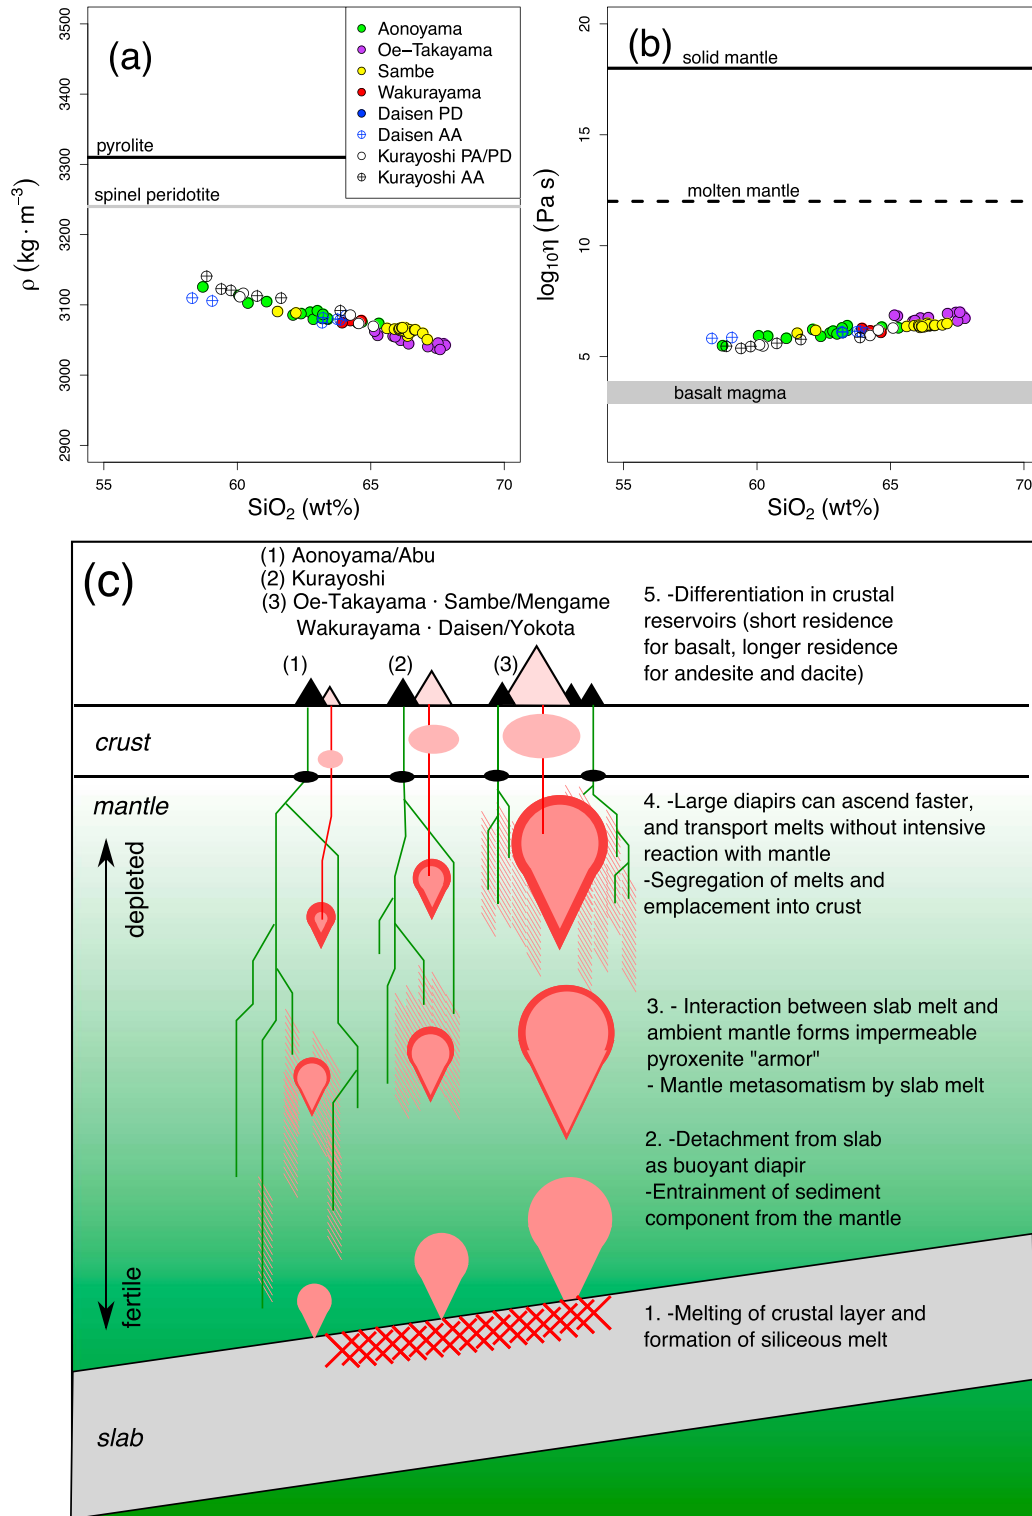 (a)
3500
3400
3300
3200
3100
3000
2900
ρ (kg · m⁻³)
pyrolite
spinel peridotite
Aonoyama
Oe−Takayama
Sambe
Wakurayama
Daisen PD
Daisen AA
Kurayoshi PA/PD
Kurayoshi AA
55 60 65 70
SiO₂ (wt%)
(b)
20
15
10
5
log₁₀η (Pa s)
solid mantle
molten mantle
basalt magma
55 60 65 70
SiO₂ (wt%)
(c)
(1) Aonoyama/Abu
(2) Kurayoshi
(3) Oe-Takayama · Sambe/Mengame
Wakurayama · Daisen/Yokota
(1) (2) (3)
5. -Differentiation in crustal
reservoirs (short residence
for basalt, longer residence
for andesite and dacite)
crust
mantle
depleted
fertile
4. -Large diapirs can ascend faster,
and transport melts without intensive
reaction with mantle
-Segregation of melts and
emplacement into crust
3. - Interaction between slab melt and
ambient mantle forms impermeable
pyroxenite "armor"
- Mantle metasomatism by slab melt
2. -Detachment from slab
as buoyant diapir
-Entrainment of sediment
component from the mantle
1. -Melting of crustal layer and
formation of siliceous melt
slab